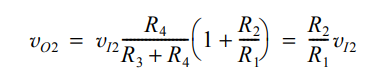 v_{O2} = v_{I2} \frac{R_4}{R_3 + R_4} \left( 1 + \frac{R_2}{R_1} \right) = \frac{R_2}{R_1} v_{I2}